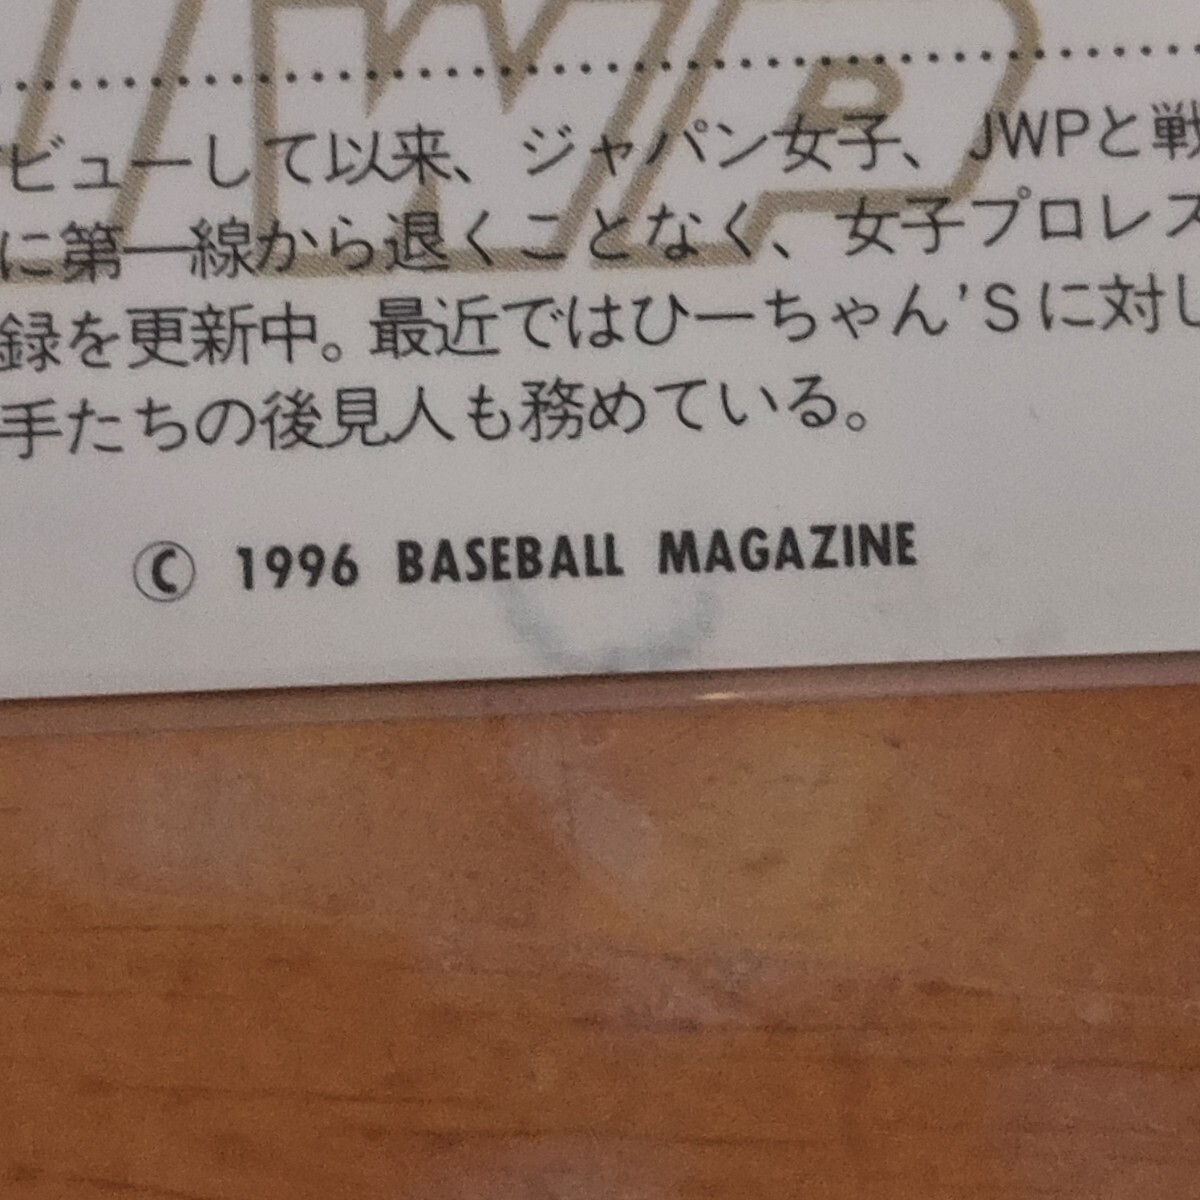 JWP
ビューして以来、ジャパン女子、JWPと戦
に第一線から退くことなく、女子プロレス
録を更新中。最近ではひーちゃん'Sに対し
手たちの後見人も務めている。
© 1996 BASEBALL MAGAZINE